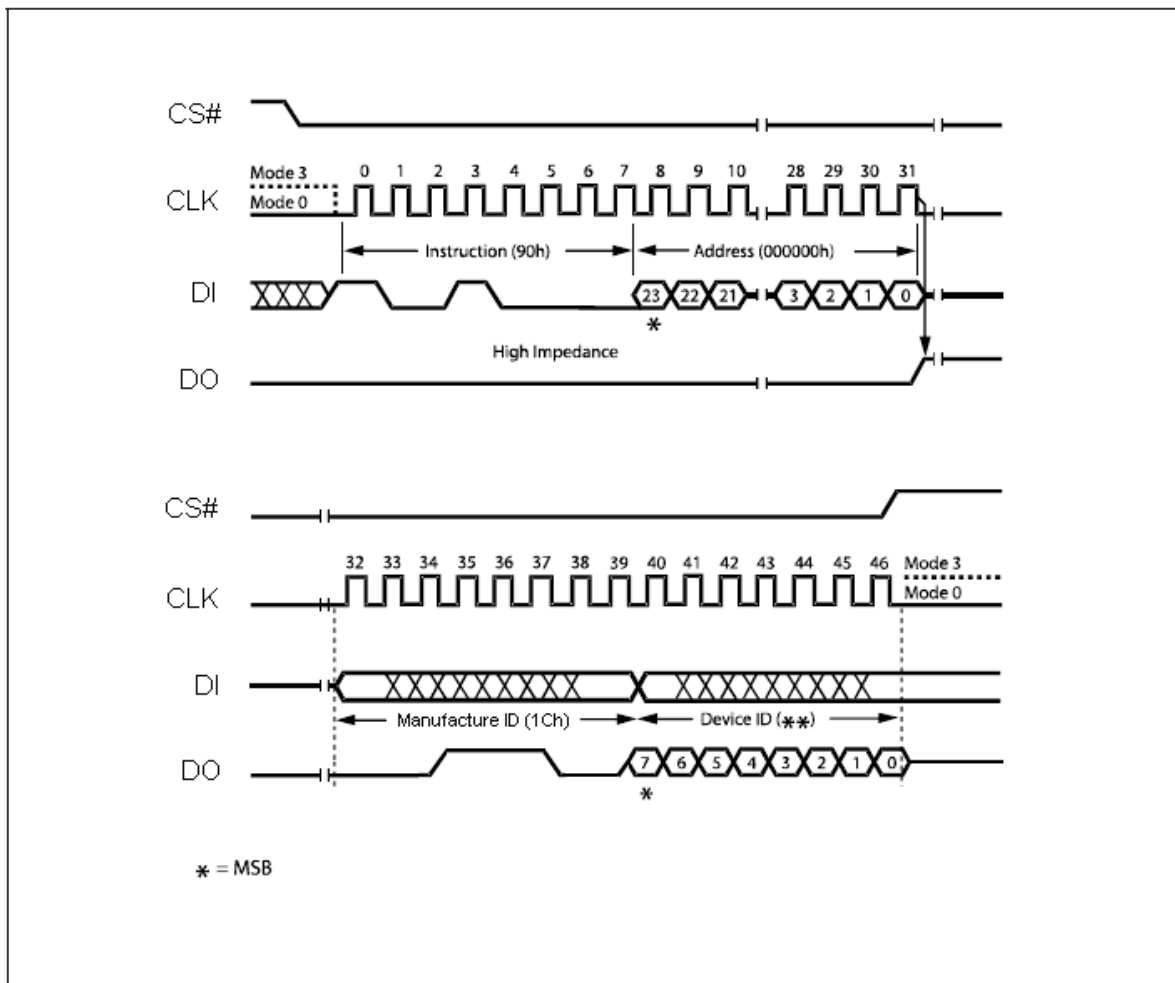 CS#
Mode 3
0 1 2 3 4 5 6 7 8 9 10 28 29 30 31
CLK
Mode 0
Instruction (90h)
Address (000000h)
DI
23 22 21 3 2 1 0
*
High Impedance
DO
CS#
32 33 34 35 36 37 38 39 40 41 42 43 44 45 46
Mode 3
CLK
Mode 0
DI
Manufacture ID (1Ch)
Device ID (**)
DO
7 6 5 4 3 2 1 0
*
* = MSB